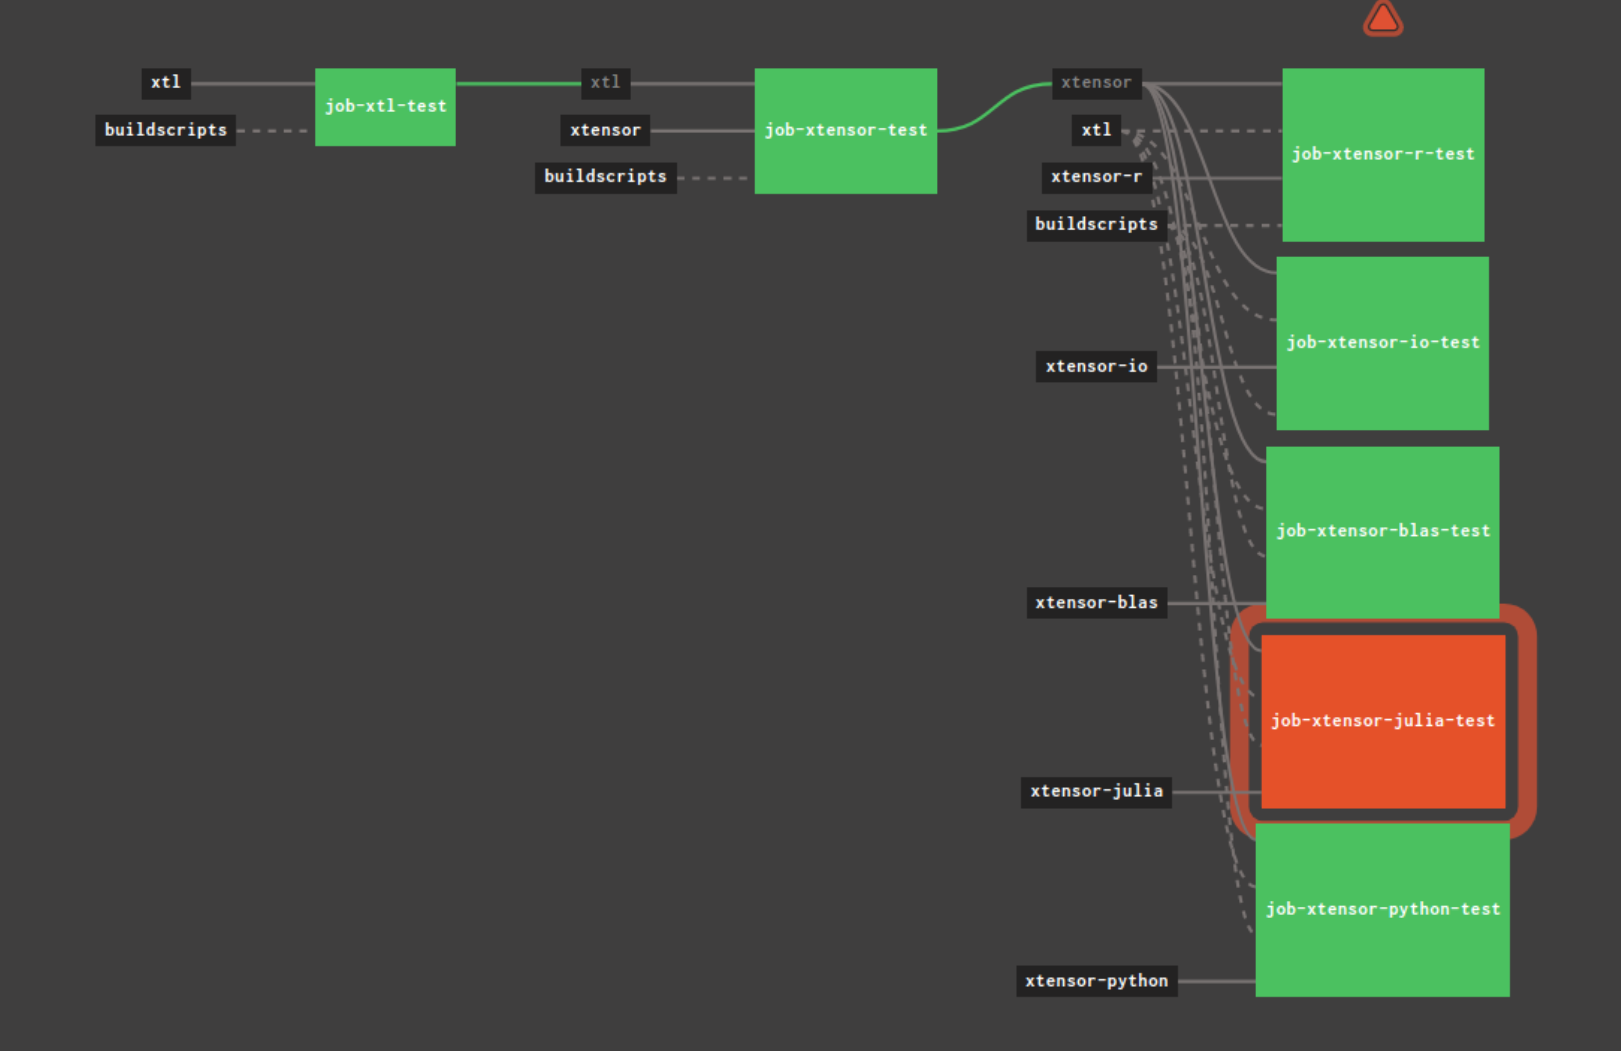 xtl
buildscripts
job-xtl-test
xtl
xtensor
buildscripts
job-xtensor-test
xtensor
xtl
xtensor-r
buildscripts
job-xtensor-r-test
xtensor-io
job-xtensor-io-test
xtensor-blas
job-xtensor-blas-test
xtensor-julia
job-xtensor-julia-test
xtensor-python
job-xtensor-python-test